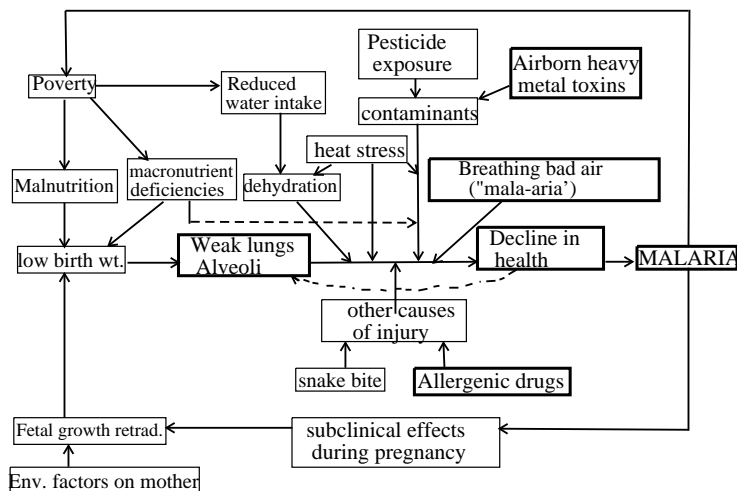 Pesticide
exposure
Airborn heavy
metal toxins
Poverty
Reduced
water intake
contaminants
heat stress
Breathing bad air
("mala-aria’)
Malnutrition
macronutrient
deficiencies
dehydration
low birth wt.
Weak lungs
Alveoli
Decline in
health
MALARIA
other causes
of injury
snake bite
Allergenic drugs
Fetal growth retrad.
subclinical effects
during pregnancy
Env. factors on mother